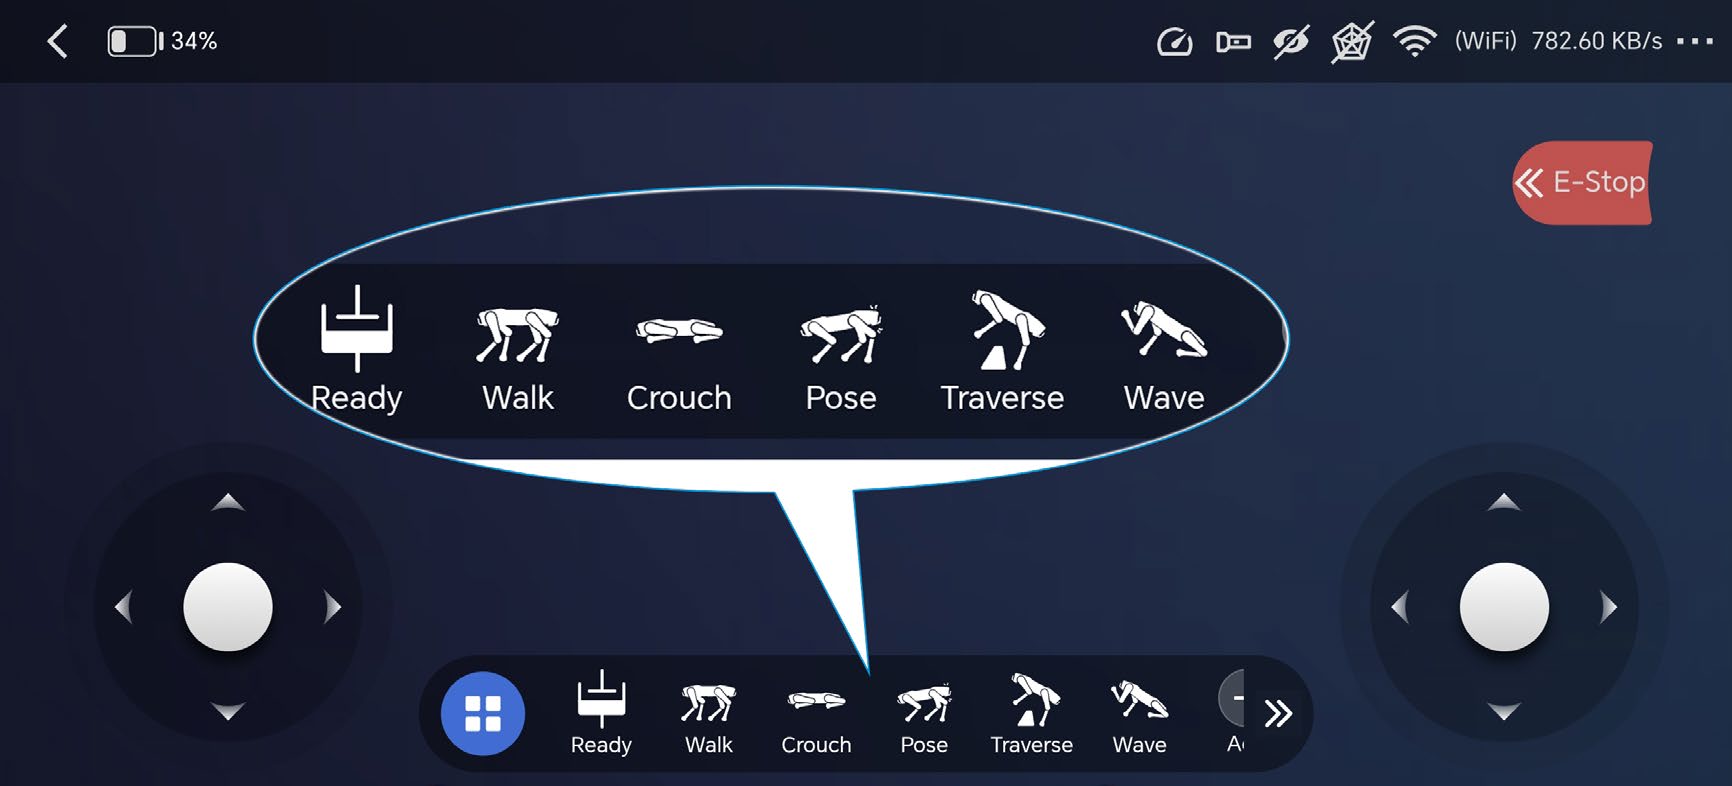 34%
(WiFi) 782.60 KB/s
E-Stop
Ready Walk Crouch Pose Traverse Wave
Ready Walk Crouch Pose Traverse Wave